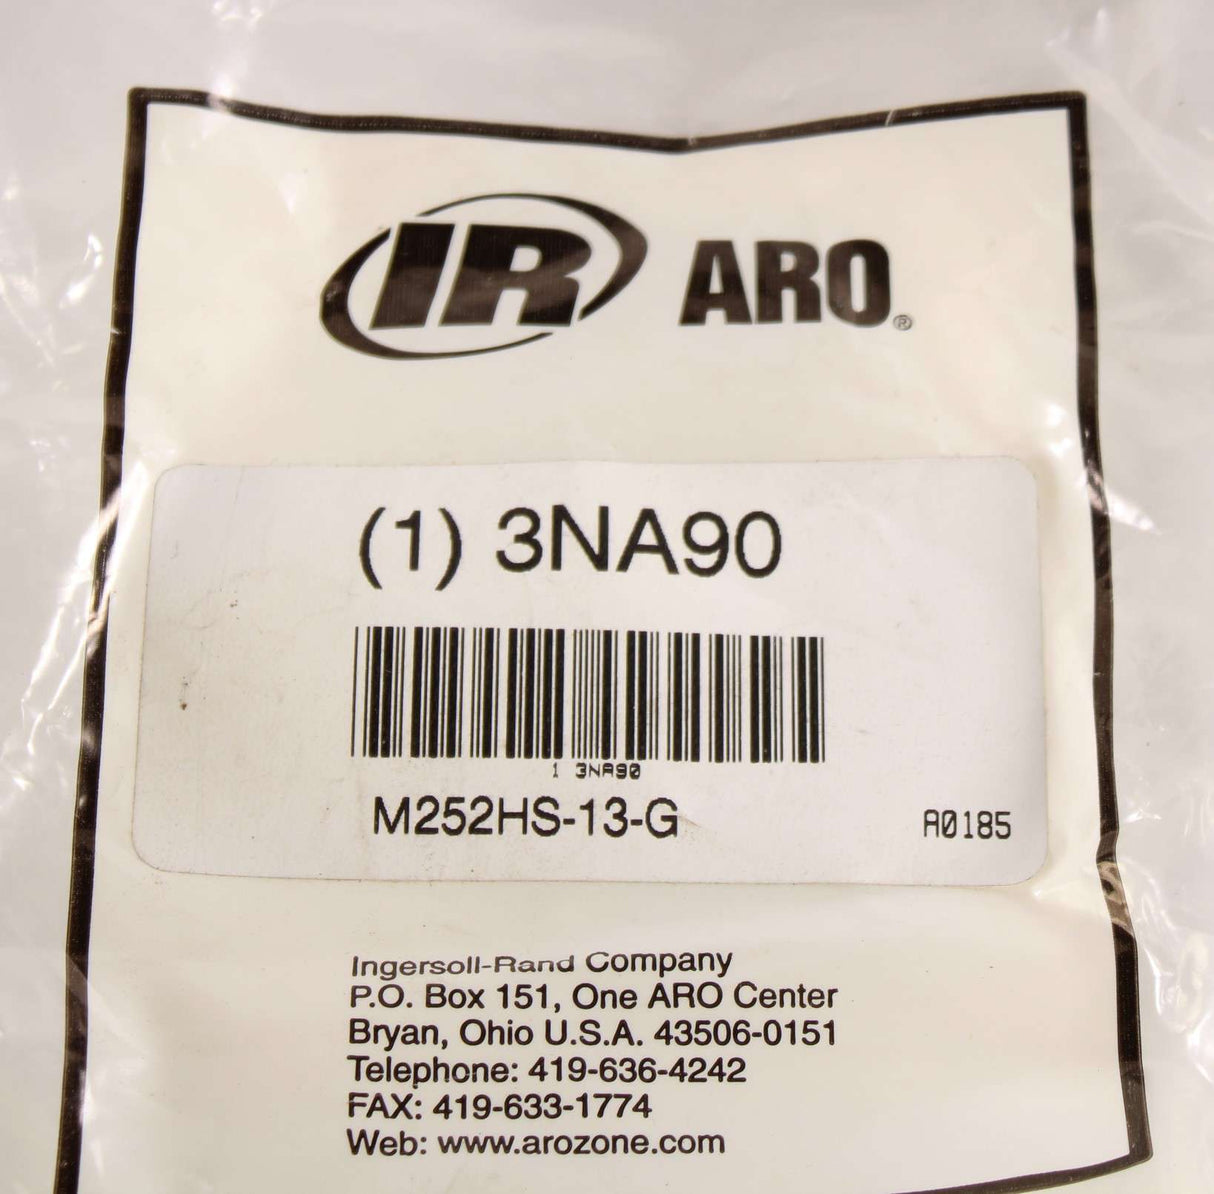 IR ARO®
(1) 3NA90
1 3NA90
M252HS-13-G A0185
Ingersoll-Rand Company
P.O. Box 151, One ARO Center
Bryan, Ohio U.S.A. 43506-0151
Telephone: 419-636-4242
FAX: 419-633-1774
Web: www.arozone.com